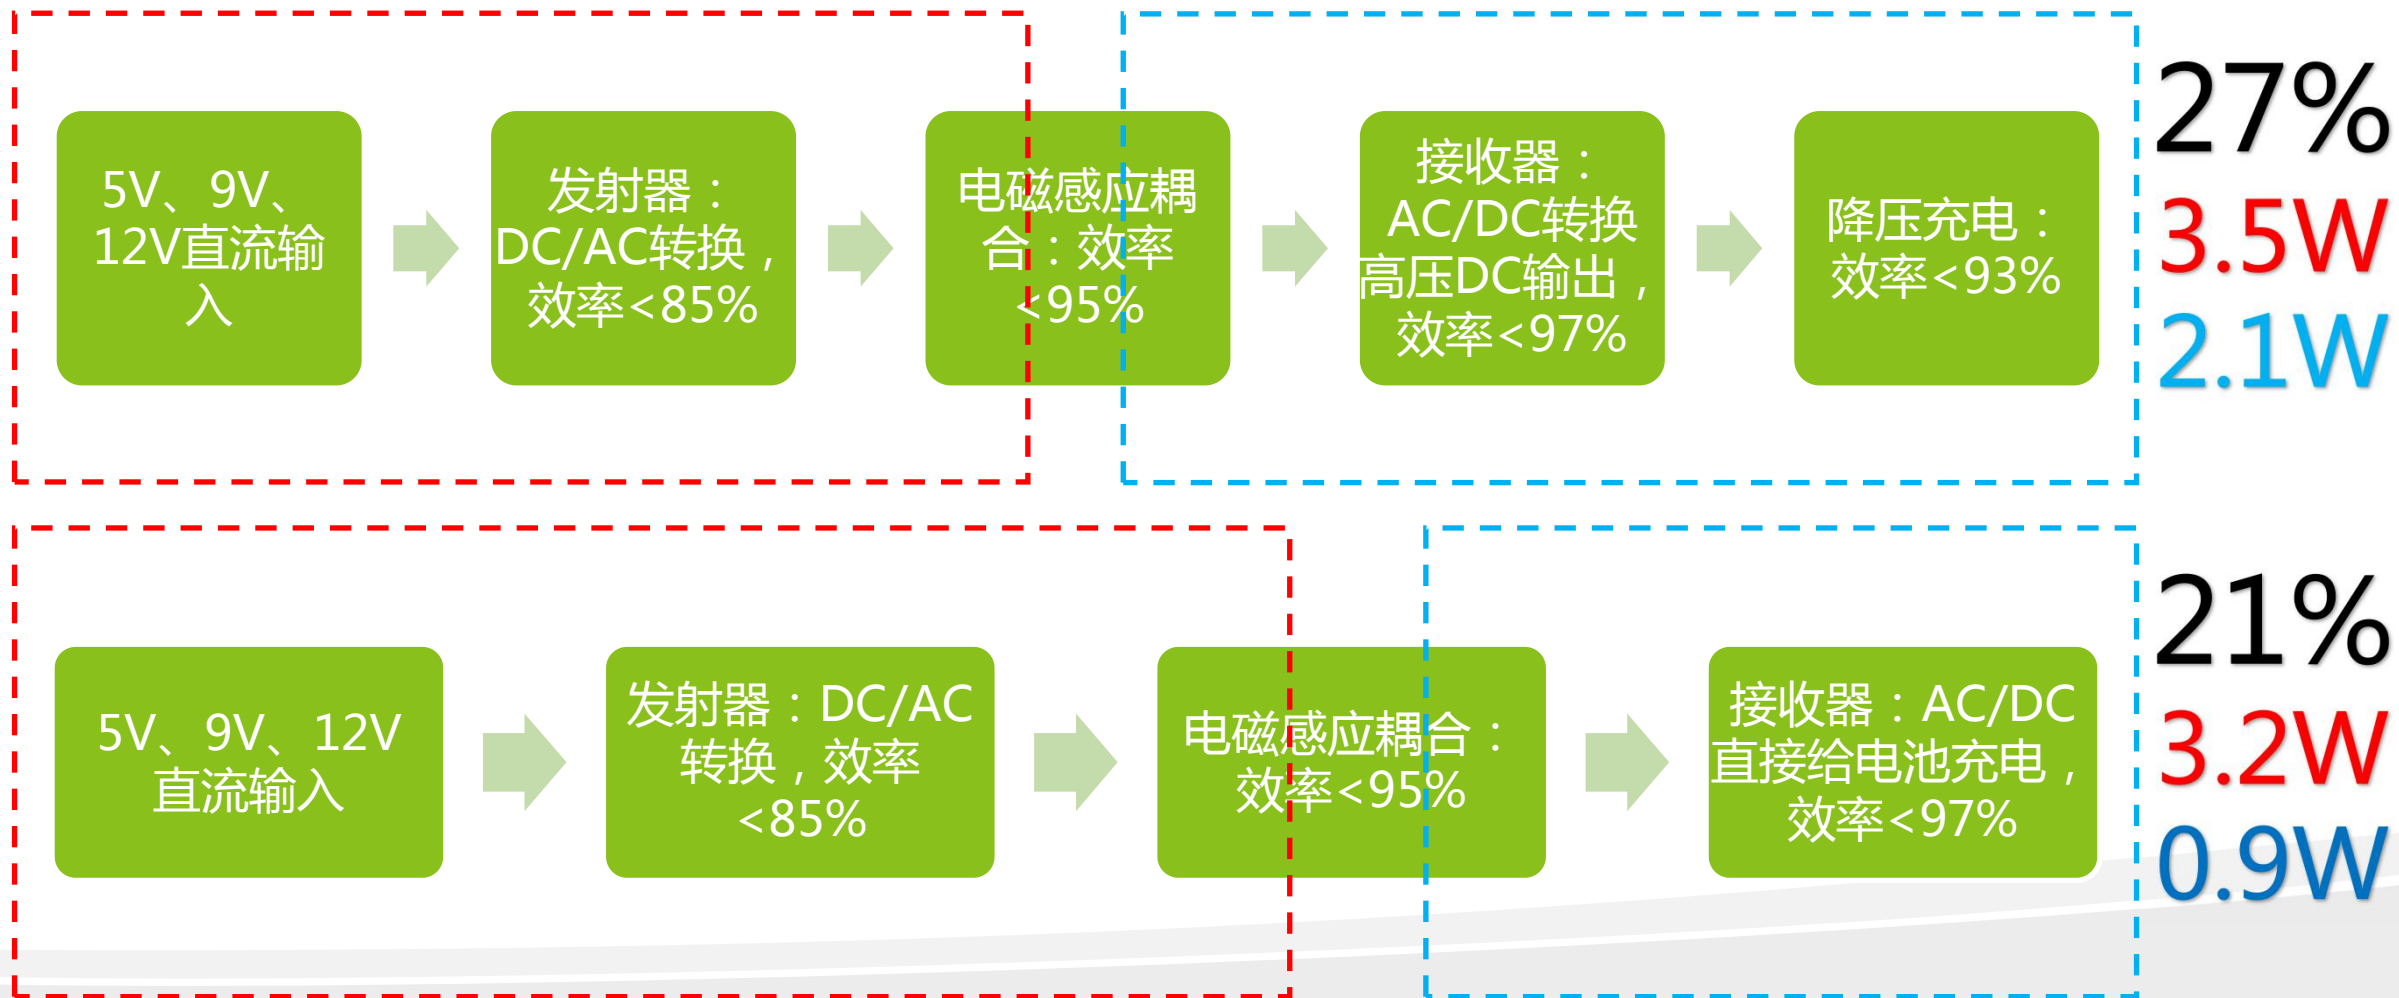 5V、9V、
12V直流输
入
发射器：
DC/AC转换，
效率<85%
电磁感应耦
合：效率
<95%
接收器：
AC/DC转换
高压DC输出，
效率<97%
降压充电：
效率<93%
27%
3.5W
2.1W
5V、9V、12V
直流输入
发射器：DC/AC
转换，效率
<85%
电磁感应耦合：
效率<95%
接收器：AC/DC
直接给电池充电，
效率<97%
21%
3.2W
0.9W